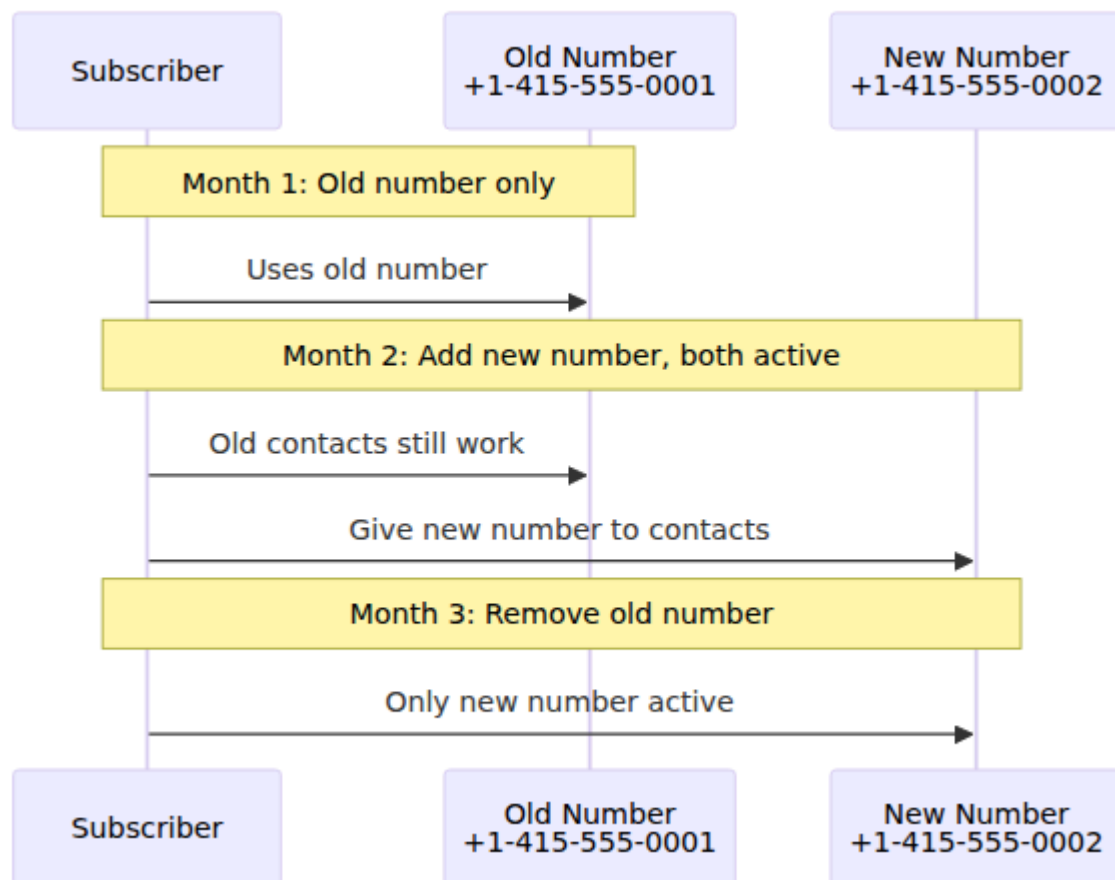 Subscriber
Old Number
+1-415-555-0001
New Number
+1-415-555-0002
Month 1: Old number only
Uses old number
Month 2: Add new number, both active
Old contacts still work
Give new number to contacts
Month 3: Remove old number
Only new number active
Subscriber
Old Number
+1-415-555-0001
New Number
+1-415-555-0002